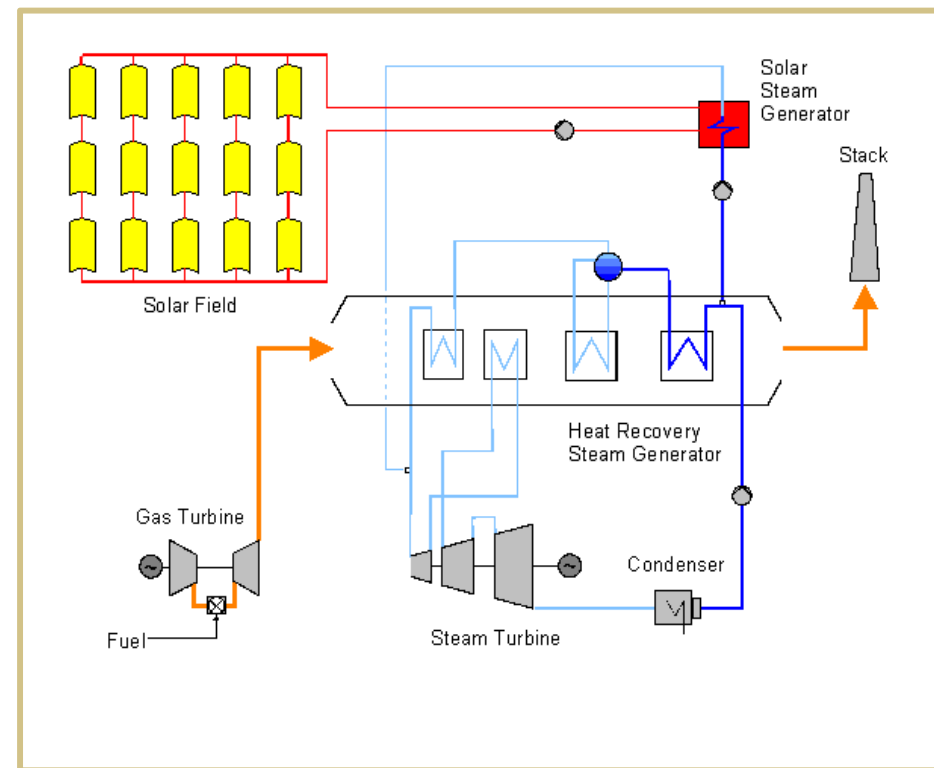 Solar
Steam
Generator
Stack
Solar Field
Heat Recovery
Steam Generator
Gas Turbine
Condenser
Fuel
Steam Turbine